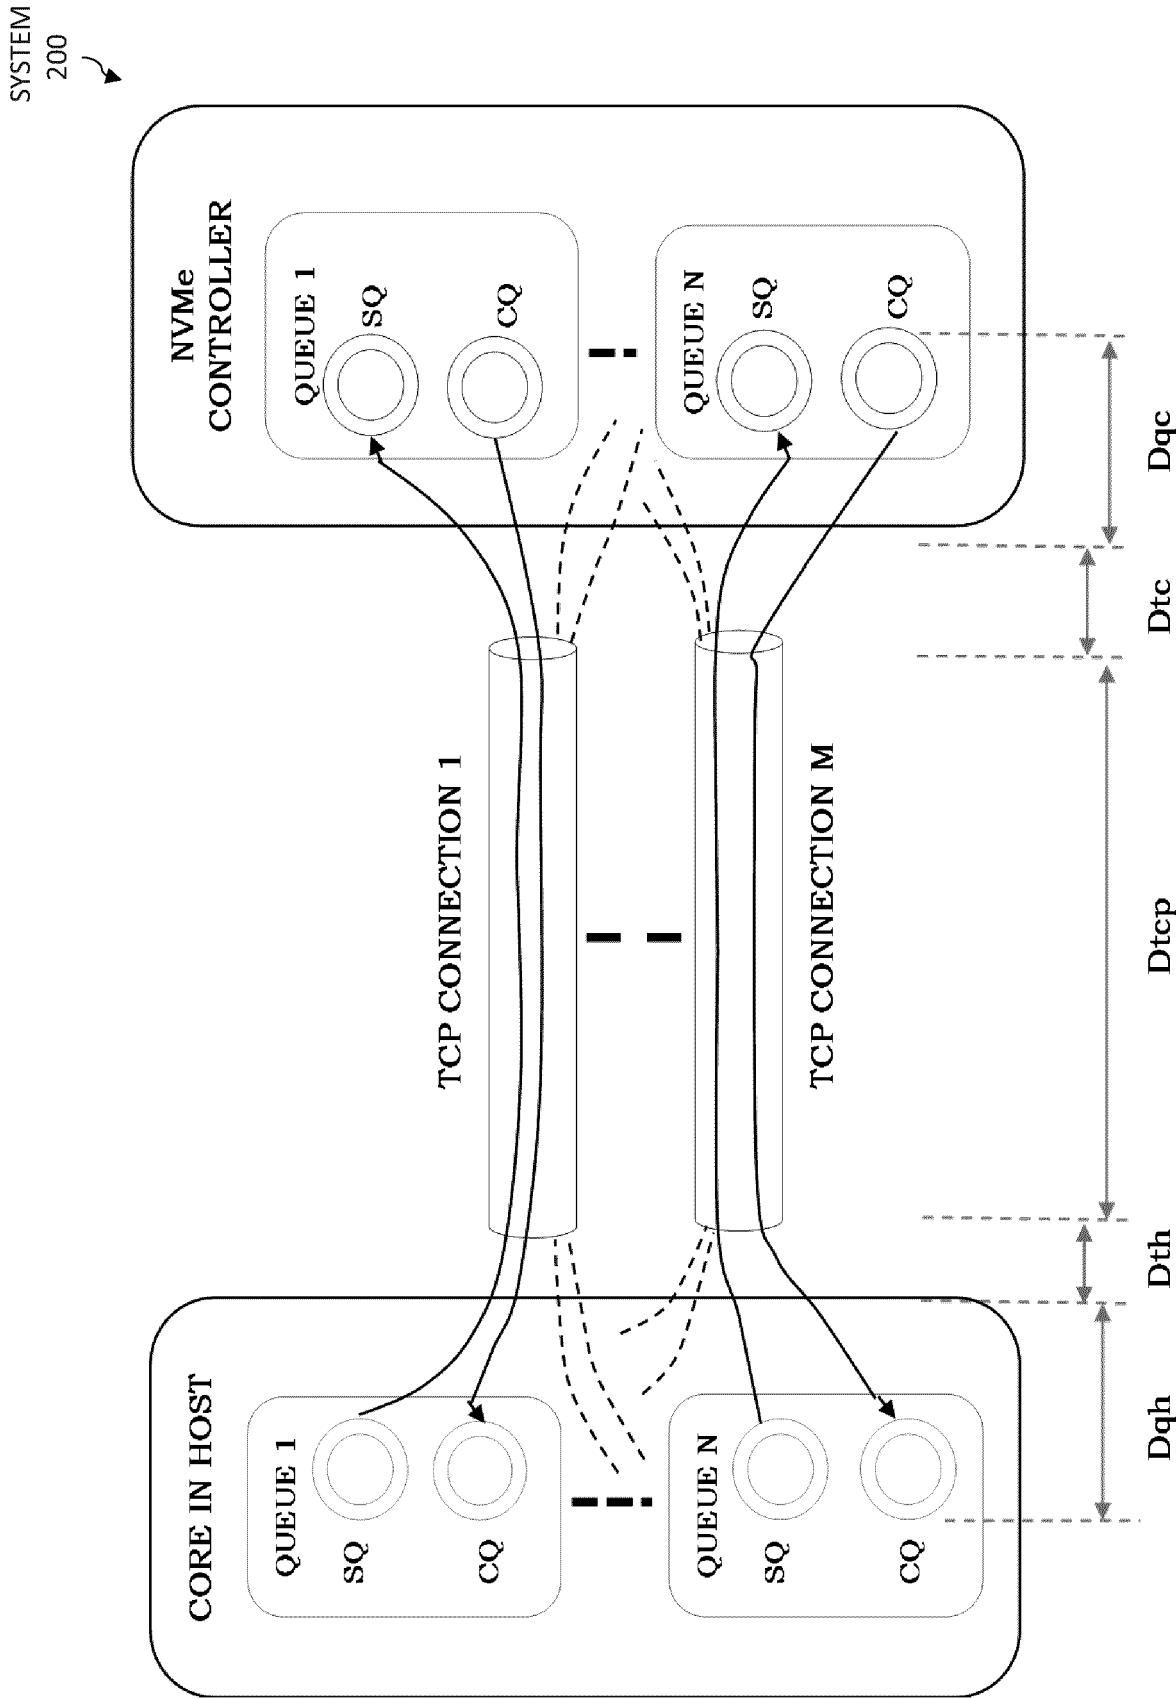 SYSTEM
200
CORE IN HOST
QUEUE 1
SQ
CQ
QUEUE N
SQ
CQ
TCP CONNECTION 1
TCP CONNECTION M
NVMe
CONTROLLER
QUEUE 1
SQ
CQ
QUEUE N
SQ
CQ
Dqh
Dth
Dtcp
Dtc
Dqc